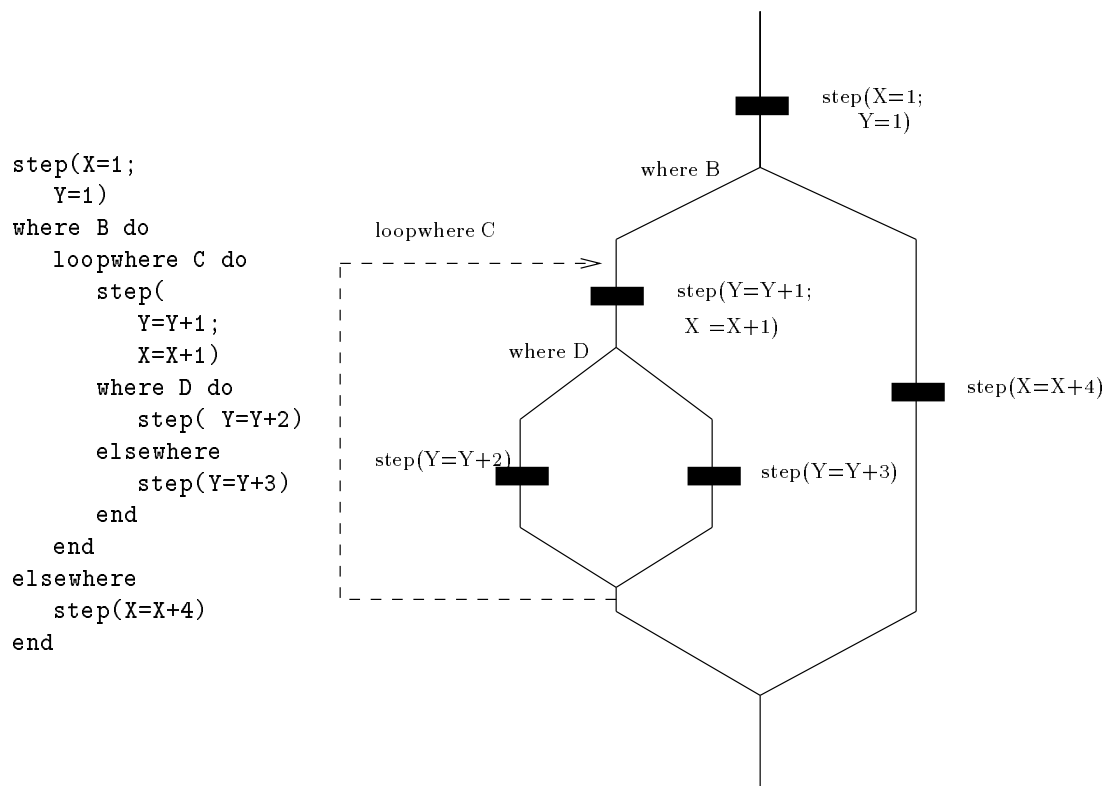 step(X=1;
Y=1)
where B do
loopwhere C do
step(
Y=Y+1;
X=X+1)
where D do
step( Y=Y+2)
elsewhere
step(Y=Y+3)
end
end
elsewhere
step(X=X+4)
end
step(X=1;
Y=1)
where B
loopwhere C
step(Y=Y+1;
X =X+1)
where D
step(X=X+4)
step(Y=Y+2)
step(Y=Y+3)